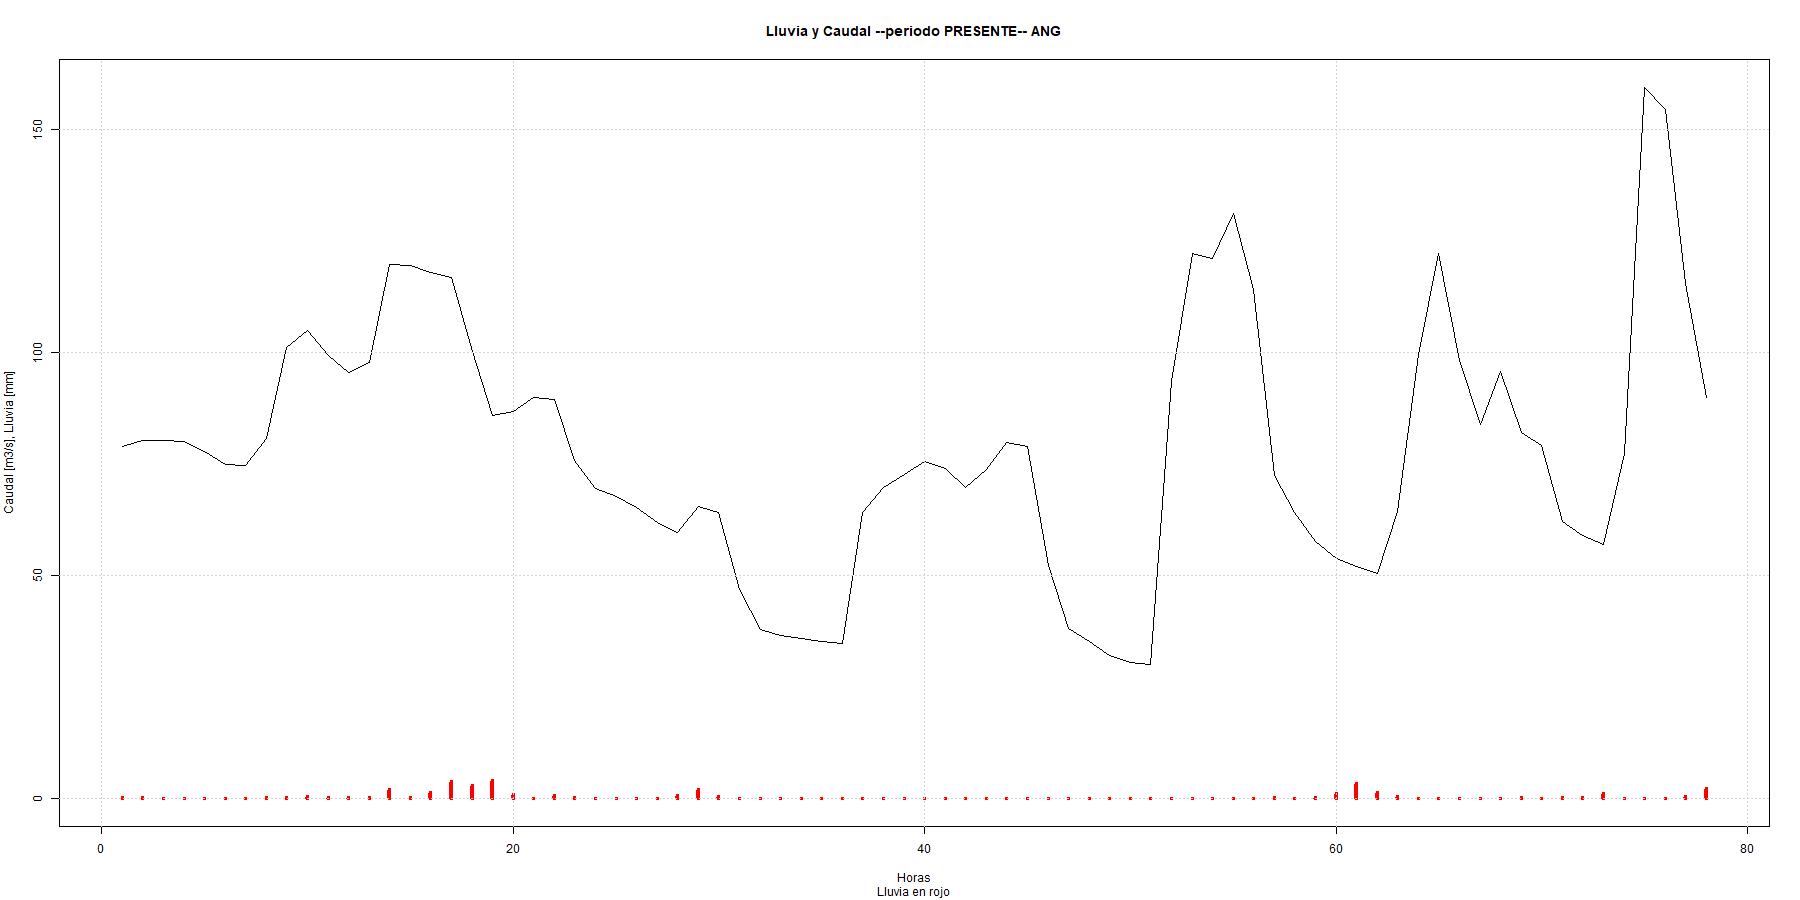 Lluvia y Caudal --periodo PRESENTE-- ANG
Caudal [m3/s], Lluvia [mm]
150
100
50
0
0 20 40 60 80
Horas
Lluvia en rojo